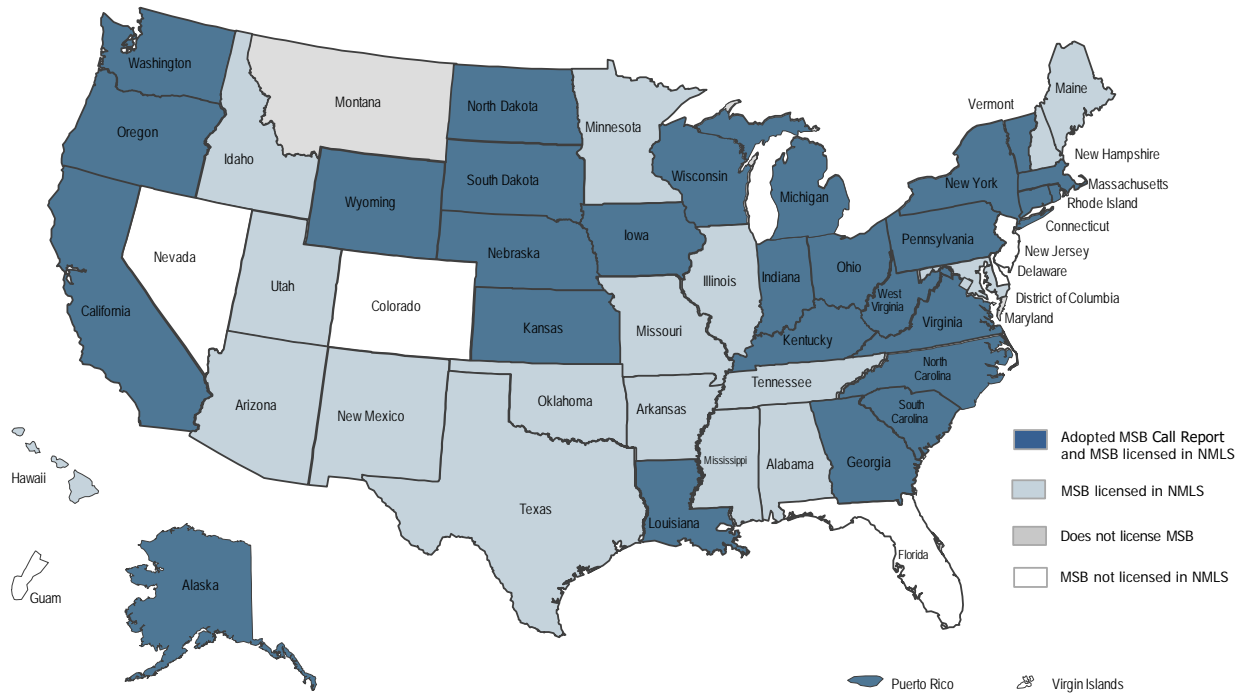 Washington
Montana
North Dakota
Minnesota
Vermont
Maine
Oregon
Idaho
South Dakota
Wisconsin
Michigan
New York
New Hampshire
Massachusetts
Rhode Island
Connecticut
Wyoming
Iowa
Pennsylvania
New Jersey
Delaware
Nevada
Nebraska
Illinois
Indiana
Ohio
Utah
Colorado
West
Virginia
District of Columbia
Maryland
California
Kansas
Missouri
Kentucky
Virginia
Arizona
New Mexico
Oklahoma
Arkansas
Tennessee
North
Carolina
South
Carolina
Adopted MSB Call Report
and MSB licensed in NMLS
Hawaii
Texas
Louisiana
Mississippi
Alabama
Georgia
MSB licensed in NMLS
Does not license MSB
Florida
MSB not licensed in NMLS
Guam
Alaska
Puerto Rico
Virgin Islands